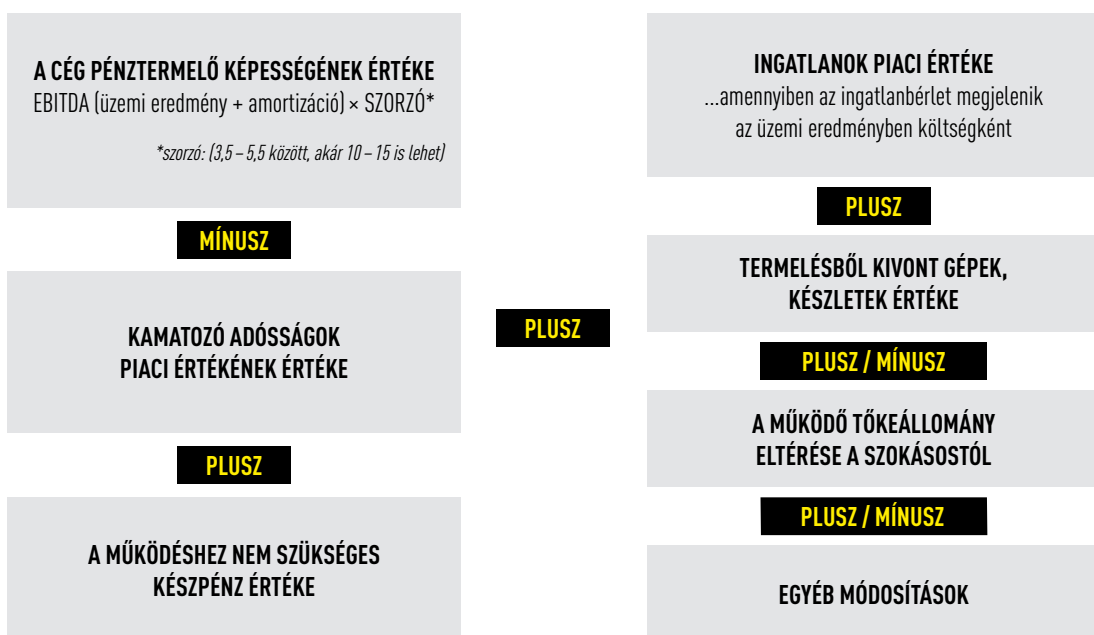 A CÉG PÉNZTERMELŐ KÉPESSÉGÉNEK ÉRTÉKE
EBITDA (üzemi eredmény + amortizáció) × SZORZÓ*
*szorzó: (3,5 – 5,5 között, akár 10 – 15 is lehet)
MÍNUSZ
KAMATOZÓ ADÓSSÁGOK
PIACI ÉRTÉKÉNEK ÉRTÉKE
PLUSZ
A MŰKÖDÉSHEZ NEM SZÜKSÉGES
KÉSZPÉNZ ÉRTÉKE
PLUSZ
INGATLANOK PIACI ÉRTÉKE
...amennyiben az ingatlanbérlet megjelenik
az üzemi eredményben költségként
PLUSZ
TERMELÉSBŐL KIVONT GÉPEK,
KÉSZLETEK ÉRTÉKE
PLUSZ / MÍNUSZ
A MŰKÖDŐ TŐKEÁLLOMÁNY
ELTÉRÉSE A SZOKÁSOSTÓL
PLUSZ / MÍNUSZ
EGYÉB MÓDOSÍTÁSOK